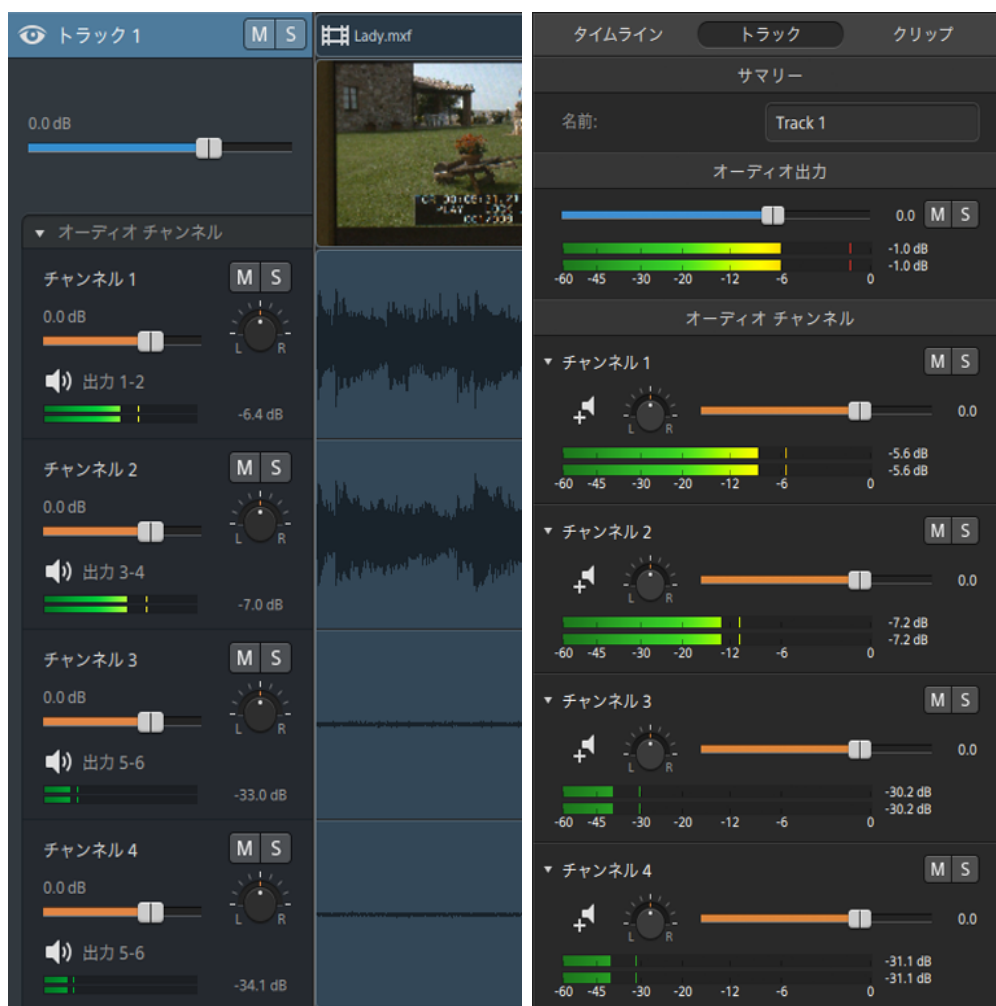 トラック 1
M S
Lady.mxf
0.0 dB
オーディオ チャンネル
チャンネル 1
M S
0.0 dB
L R
出力 1-2
-6.4 dB
チャンネル 2
M S
0.0 dB
L R
出力 3-4
-7.0 dB
チャンネル 3
M S
0.0 dB
L R
出力 5-6
-33.0 dB
チャンネル 4
M S
0.0 dB
L R
出力 5-6
-34.1 dB
タイムライン トラック クリップ
サマリー
名前: Track 1
オーディオ出力
0.0 M S
-1.0 dB
-1.0 dB
-60 -45 -30 -20 -12 -6 0
オーディオ チャンネル
チャンネル 1 M S
L R 0.0
-5.6 dB
-5.6 dB
-60 -45 -30 -20 -12 -6 0
チャンネル 2 M S
L R 0.0
-7.2 dB
-7.2 dB
-60 -45 -30 -20 -12 -6 0
チャンネル 3 M S
L R 0.0
-30.2 dB
-30.2 dB
-60 -45 -30 -20 -12 -6 0
チャンネル 4 M S
L R 0.0
-31.1 dB
-31.1 dB
-60 -45 -30 -20 -12 -6 0